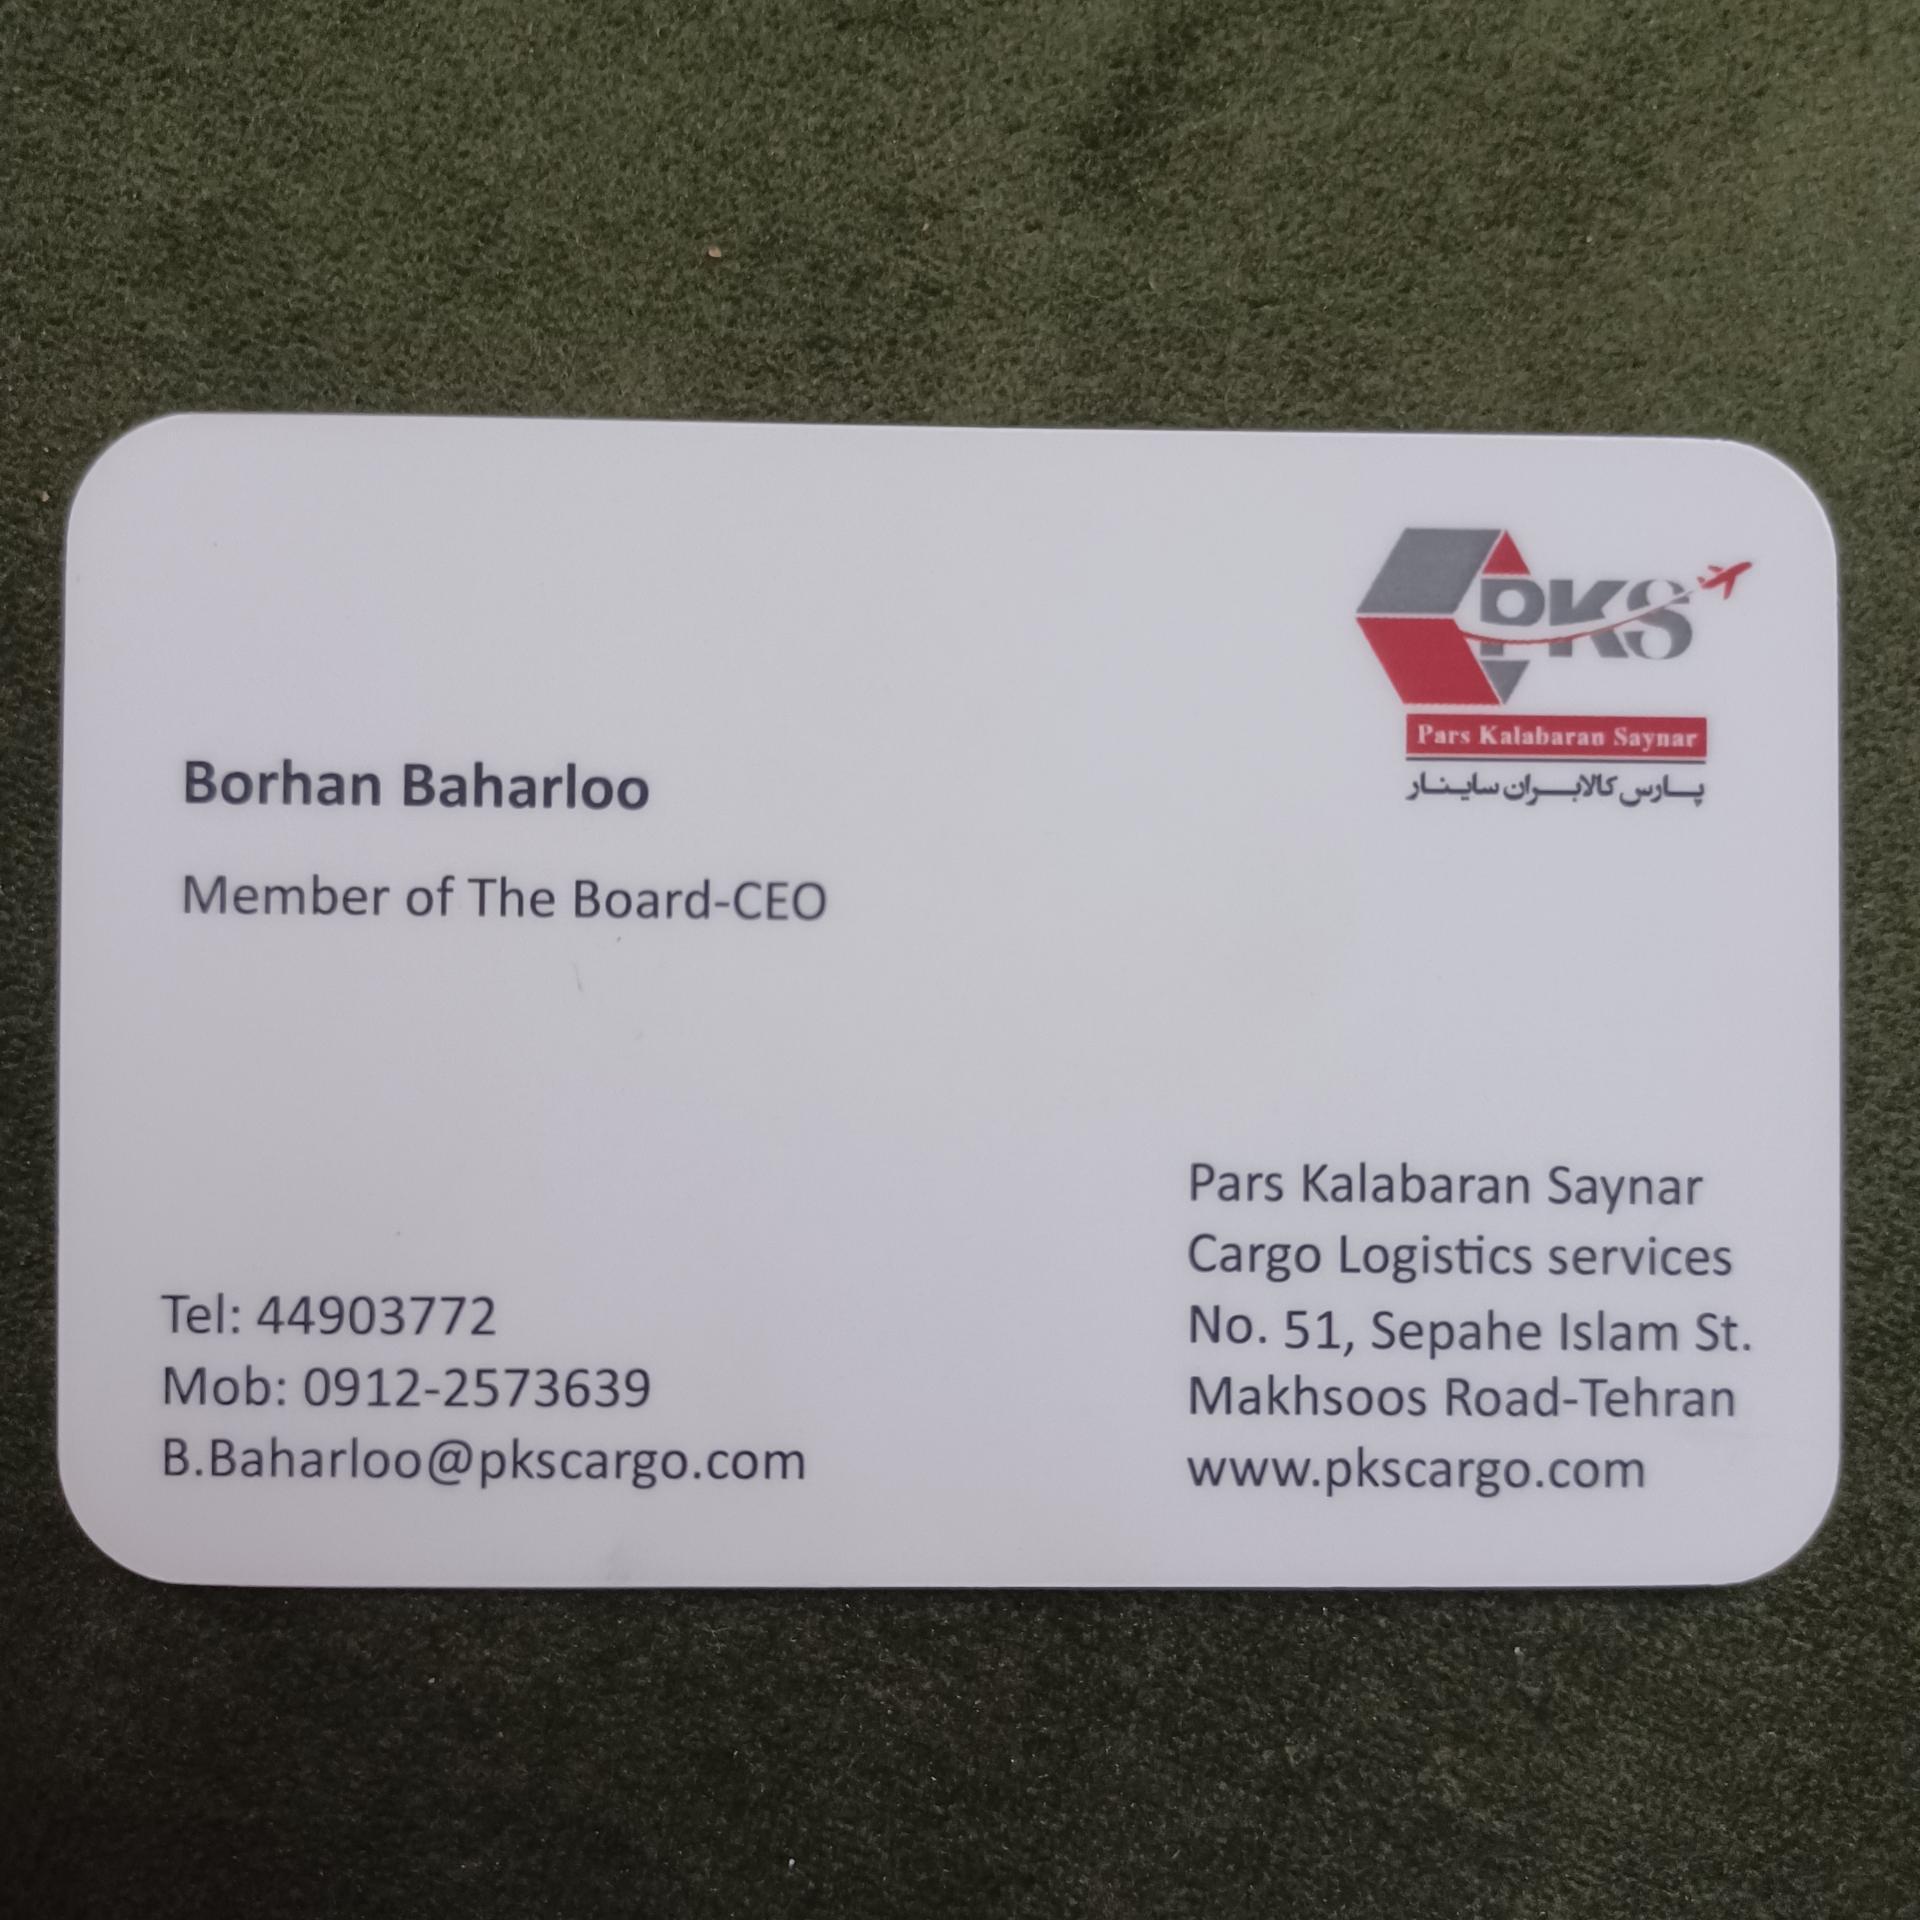 PKS
Pars Kalabaran Saynar
پارس کالابران ساینار
Borhan Baharloo
Member of The Board-CEO
Tel: 44903772
Mob: 0912-2573639
B.Baharloo@pkscargo.com
Pars Kalabaran Saynar
Cargo Logistics services
No. 51, Sepahe Islam St.
Makhsoos Road-Tehran
www.pkscargo.com